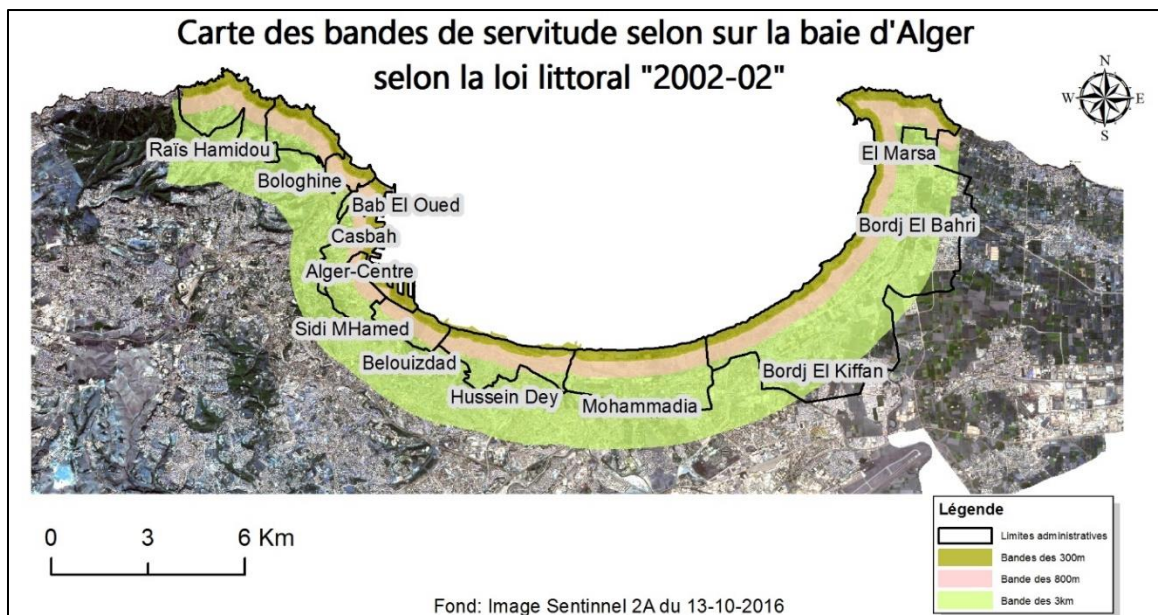 Carte des bandes de servitude selon sur la baie d'Alger
selon la loi littoral "2002-02"
N
W E
S
Raïs Hamidou
El Marsa
Bologhine
Bab El Oued
Bordj El Bahri
Casbah
Alger-Centre
Sidi MHamed
Belouizdad
Bordj El Kiffan
Hussein Dey
Mohammadia
Légende
Limites administratives
Bandes des 300m
Bande des 800m
Bande des 3km
0 3 6 Km
Fond: Image Sentinnel 2A du 13-10-2016